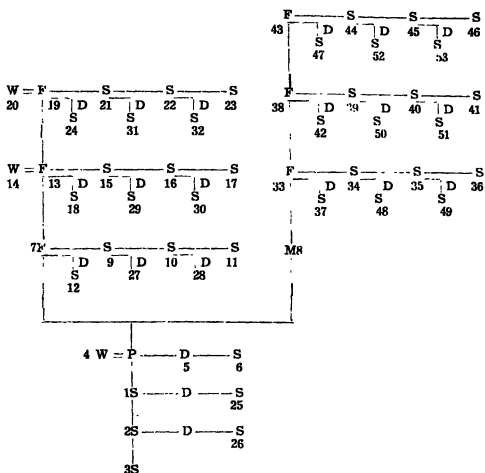 F S S S
43 D 44 D 45 D 46
S S S
47 52 53
W = F S S S
20 19 D 21 D 22 D 23
S S S
24 31 32
F S S S
38 D 39 D 40 D 41
S S S
42 50 51
W = F S S S
14 13 D 15 D 16 D 17
S S S
18 29 30
F S S S
33 D 34 D 35 D 36
S S S
37 48 49
7F S S S
D 9 D 10 D 11
S 27 28
12
M8
4 W = P D S
5 6
1S D S
25
2S D S
26
3S